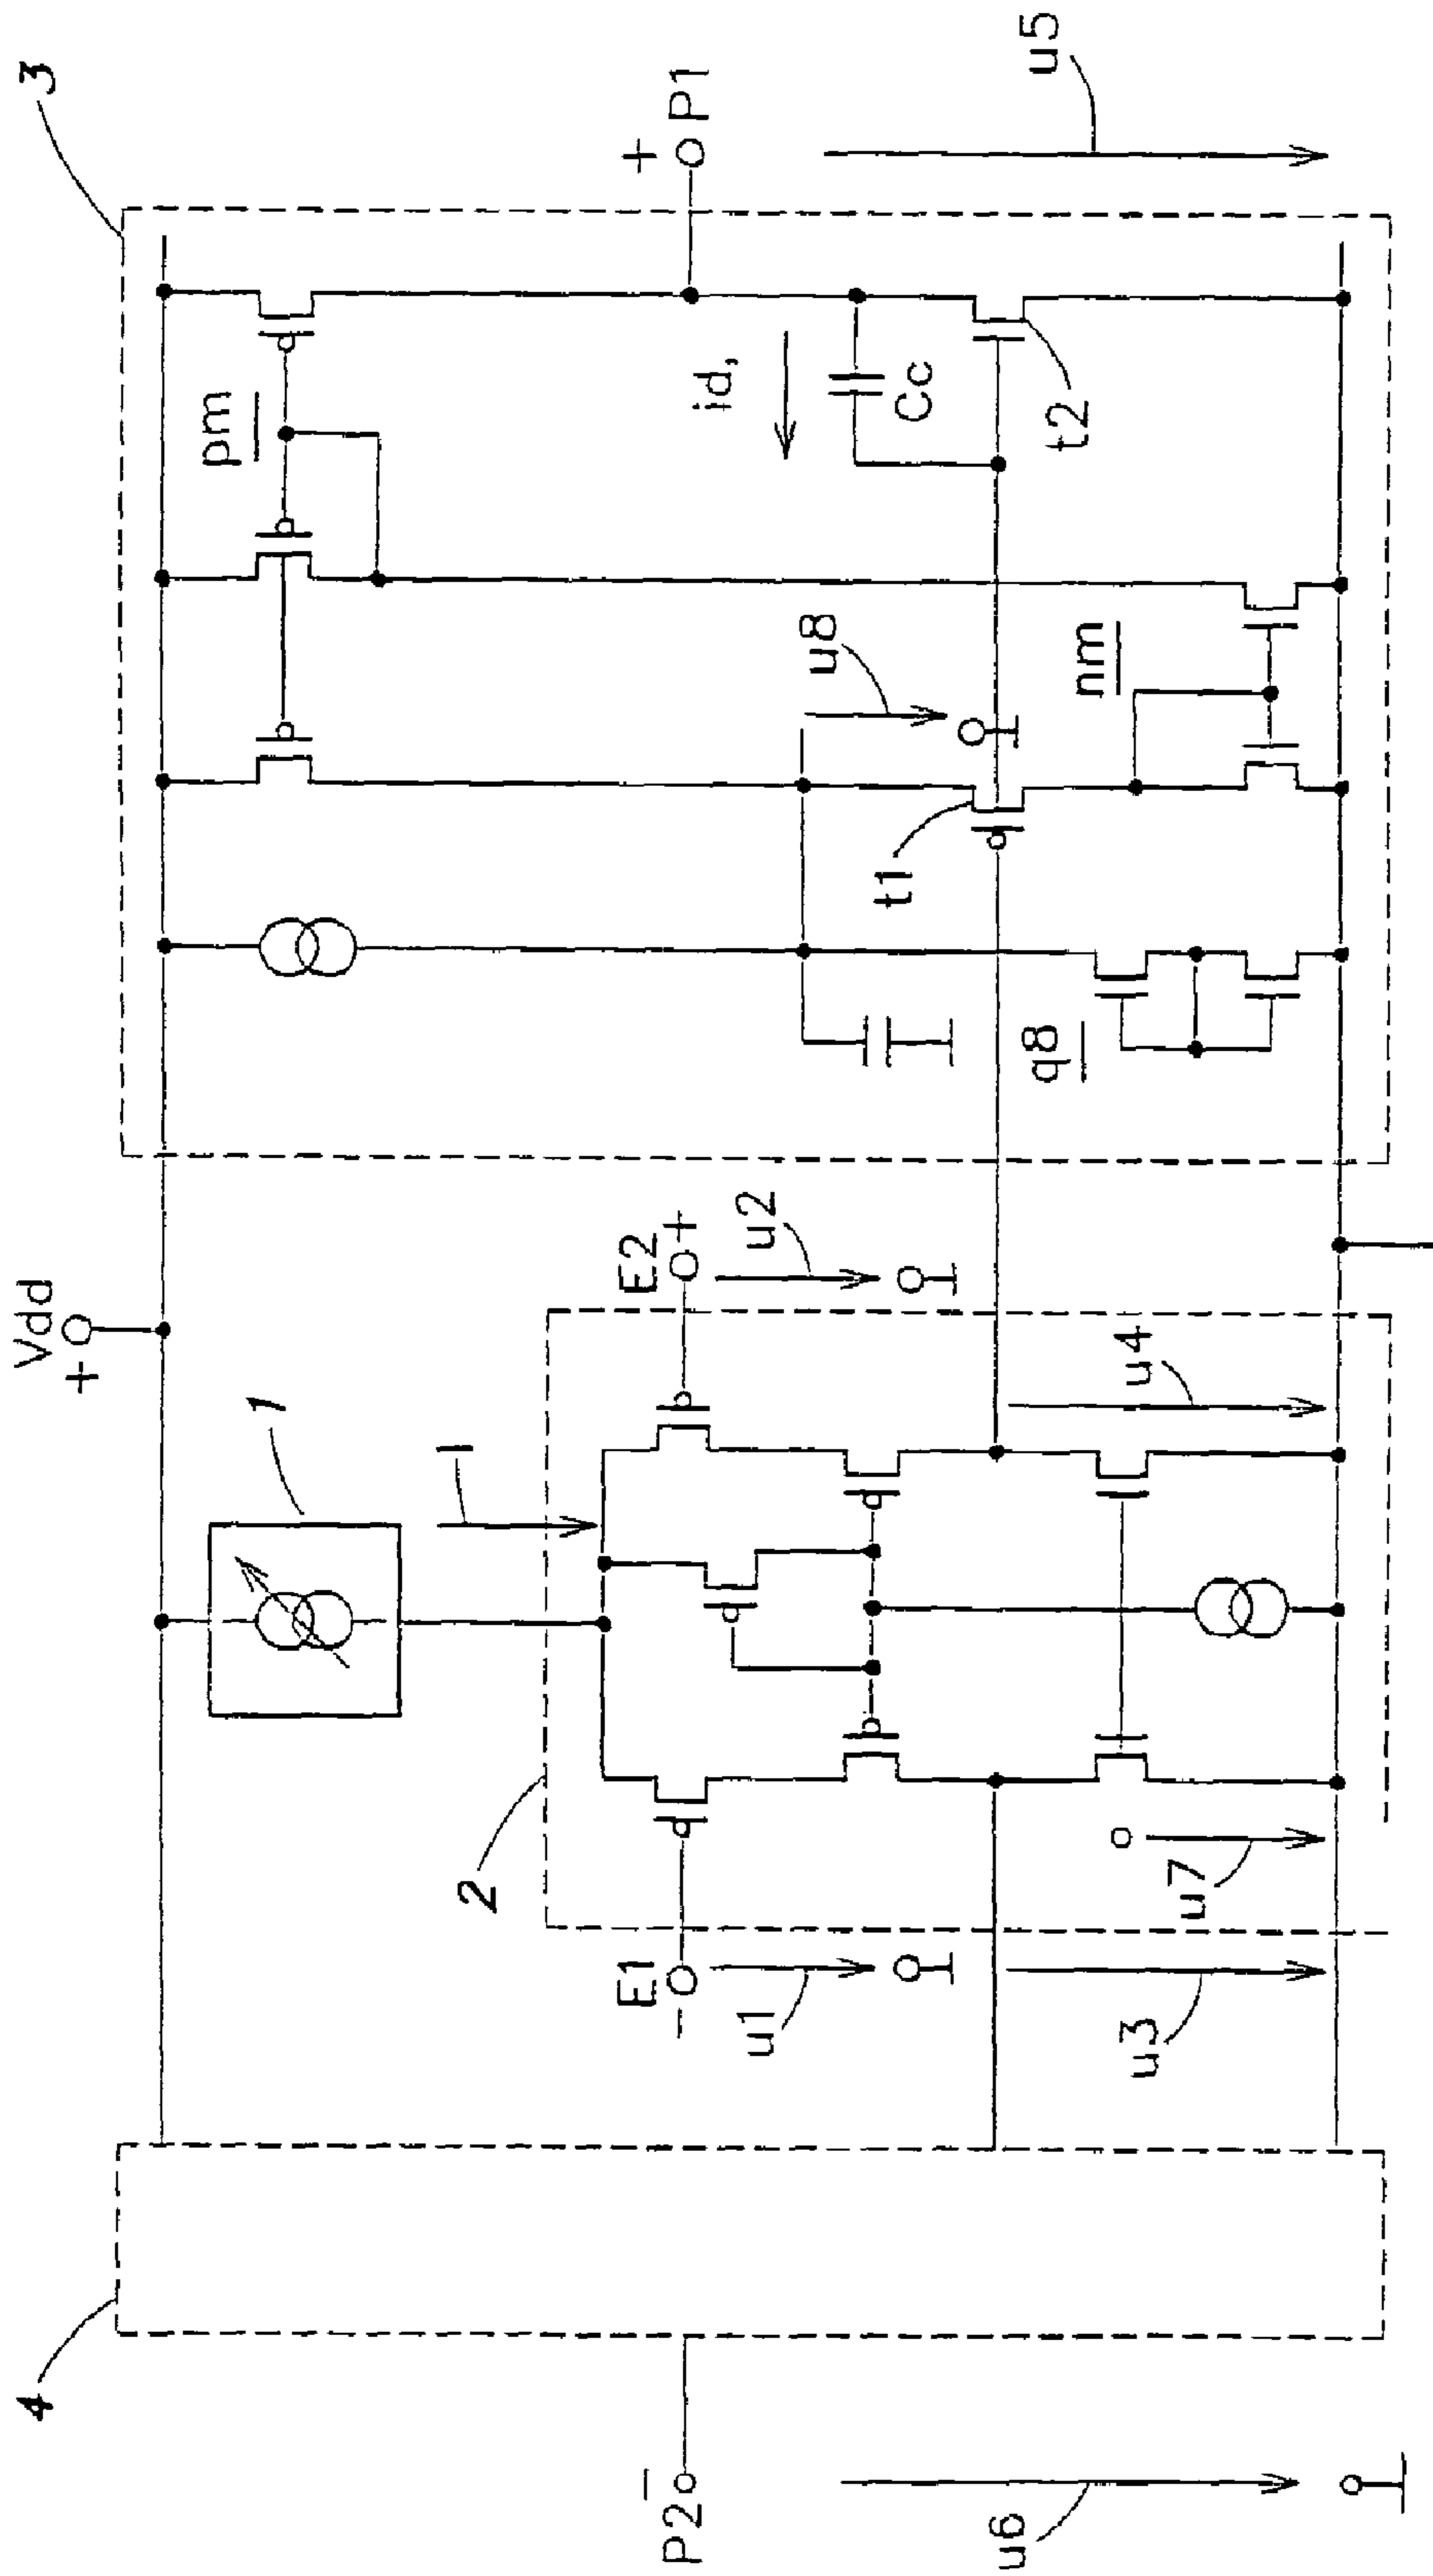 3
u5
+ P1
pm
id,
Cc
t2
u8
nm
t1
q8
Vdd
+
E2 +
u2
1
I
u4
2
u7
E1
-
u1
u3
4
P2 -
u6